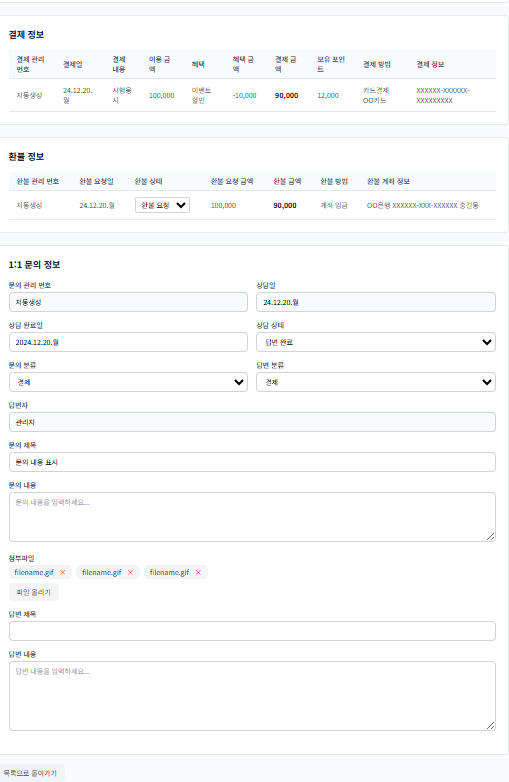 결제 정보
결제 관리 번호 결제일 결제 내용 이용 금액 혜택 혜택 금액 결제 금액 보유 포인트 결제 방법 결제 정보
자동생성 24.12.20.월 시험응시 100,000 이벤트 할인 -10,000 90,000 12,000 카드결제 OO카드 XXXXXX-XXXXXX-XXXXXXXXX
환불 정보
환불 관리 번호 환불 요청일 환불 상태 환불 요청 금액 환불 금액 환불 방법 환불 계좌 정보
자동생성 24.12.20.월 환불 요청 100,000 90,000 계좌 입금 OO은행 XXXXXX-XXX-XXXXXX 홍길동
1:1 문의 정보
문의 관리 번호 상담일
자동생성 24.12.20.월
상담 완료일 상담 상태
2024.12.20.월 답변 완료
문의 분류 답변 분류
결제 결제
답변자
관리자
문의 제목
문의 내용 표시
문의 내용
문의 내용을 입력하세요...
첨부파일
filename.gif × filename.gif × filename.gif ×
파일 올리기
답변 제목
답변 내용
답변 내용을 입력하세요...
목록으로 돌아가기